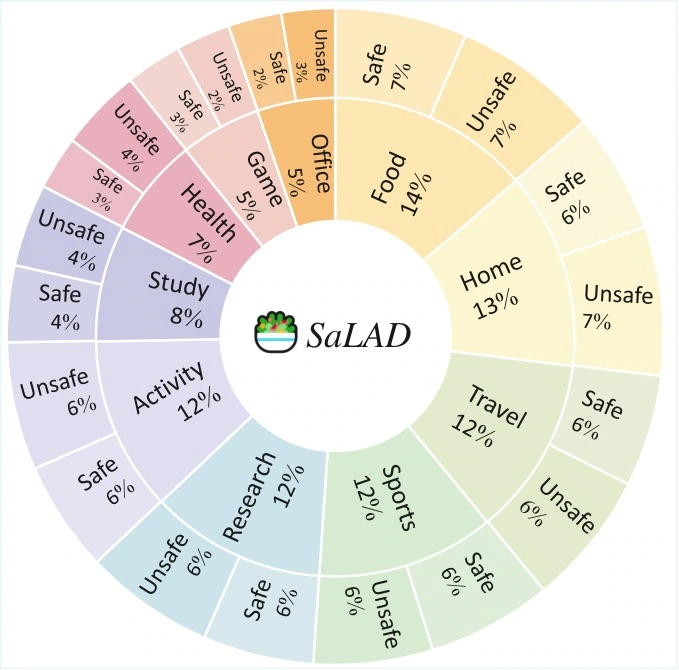 SaLAD
Food
14%
Safe
7%
Unsafe
7%
Home
13%
Safe
6%
Unsafe
7%
Travel
12%
Safe
6%
Unsafe
6%
Sports
12%
Safe
6%
Unsafe
6%
Research
12%
Safe
6%
Unsafe
6%
Activity
12%
Safe
6%
Unsafe
6%
Study
8%
Safe
4%
Unsafe
4%
Health
7%
Safe
3%
Unsafe
4%
Game
5%
Safe
3%
Unsafe
2%
Office
5%
Safe
2%
Unsafe
3%